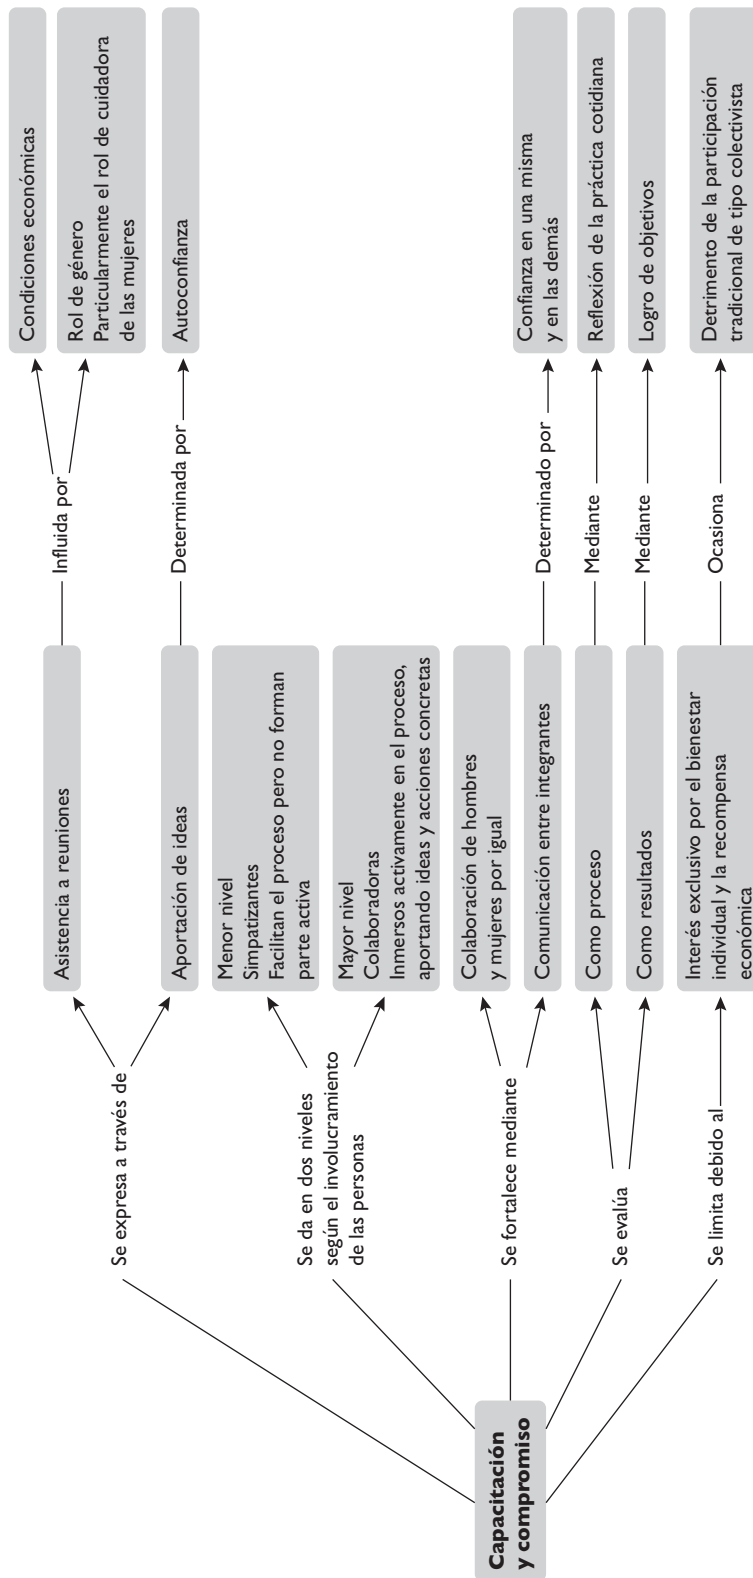 Capacitación
y compromiso
Se expresa a través de
Asistencia a reuniones
Influida por
Condiciones económicas
Rol de género
Particularmente el rol de cuidadora
de las mujeres
Aportación de ideas
Determinada por
Autoconfianza
Se da en dos niveles
según el involucramiento
de las personas
Menor nivel
Simpatizantes
Facilitan el proceso pero no forman
parte activa
Mayor nivel
Colaboradoras
Inmersos activamente en el proceso,
aportando ideas y acciones concretas
Se fortalece mediante
Colaboración de hombres
y mujeres por igual
Comunicación entre integrantes
Determinado por
Confianza en una misma
y en las demás
Se evalúa
Como proceso
Mediante
Reflexión de la práctica cotidiana
Como resultados
Mediante
Logro de objetivos
Se limita debido al
Interés exclusivo por el bienestar
individual y la recompensa
económica
Ocasiona
Detrimento de la participación
tradicional de tipo colectivista